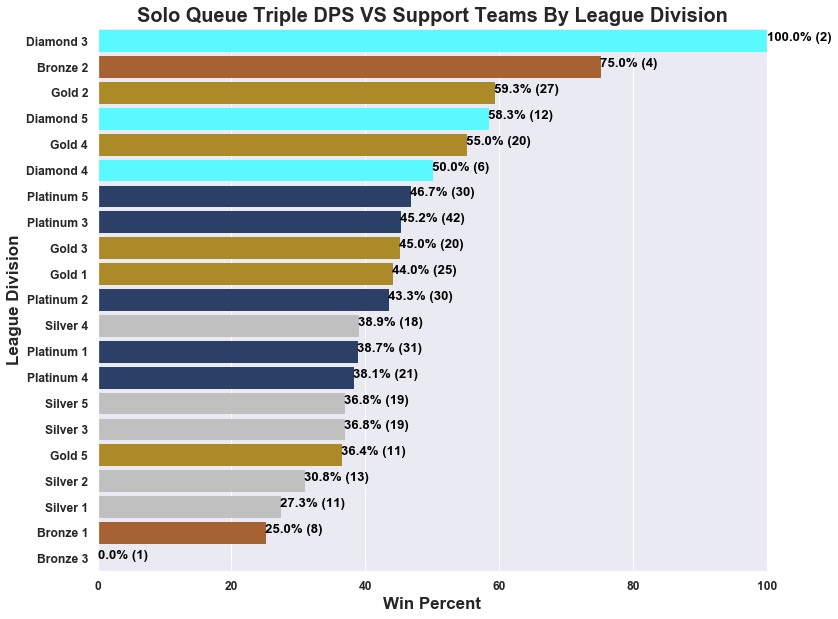 Solo Queue Triple DPS VS Support Teams By League Division
Diamond 3 100.0% (2)
Bronze 2 75.0% (4)
Gold 2 59.3% (27)
Diamond 5 58.3% (12)
Gold 4 55.0% (20)
Diamond 4 50.0% (6)
Platinum 5 46.7% (30)
Platinum 3 45.2% (42)
Gold 3 45.0% (20)
Gold 1 44.0% (25)
Platinum 2 43.3% (30)
Silver 4 38.9% (18)
Platinum 1 38.7% (31)
Platinum 4 38.1% (21)
Silver 5 36.8% (19)
Silver 3 36.8% (19)
Gold 5 36.4% (11)
Silver 2 30.8% (13)
Silver 1 27.3% (11)
Bronze 1 25.0% (8)
Bronze 3 0.0% (1)
League Division
0 20 40 60 80 100
Win Percent